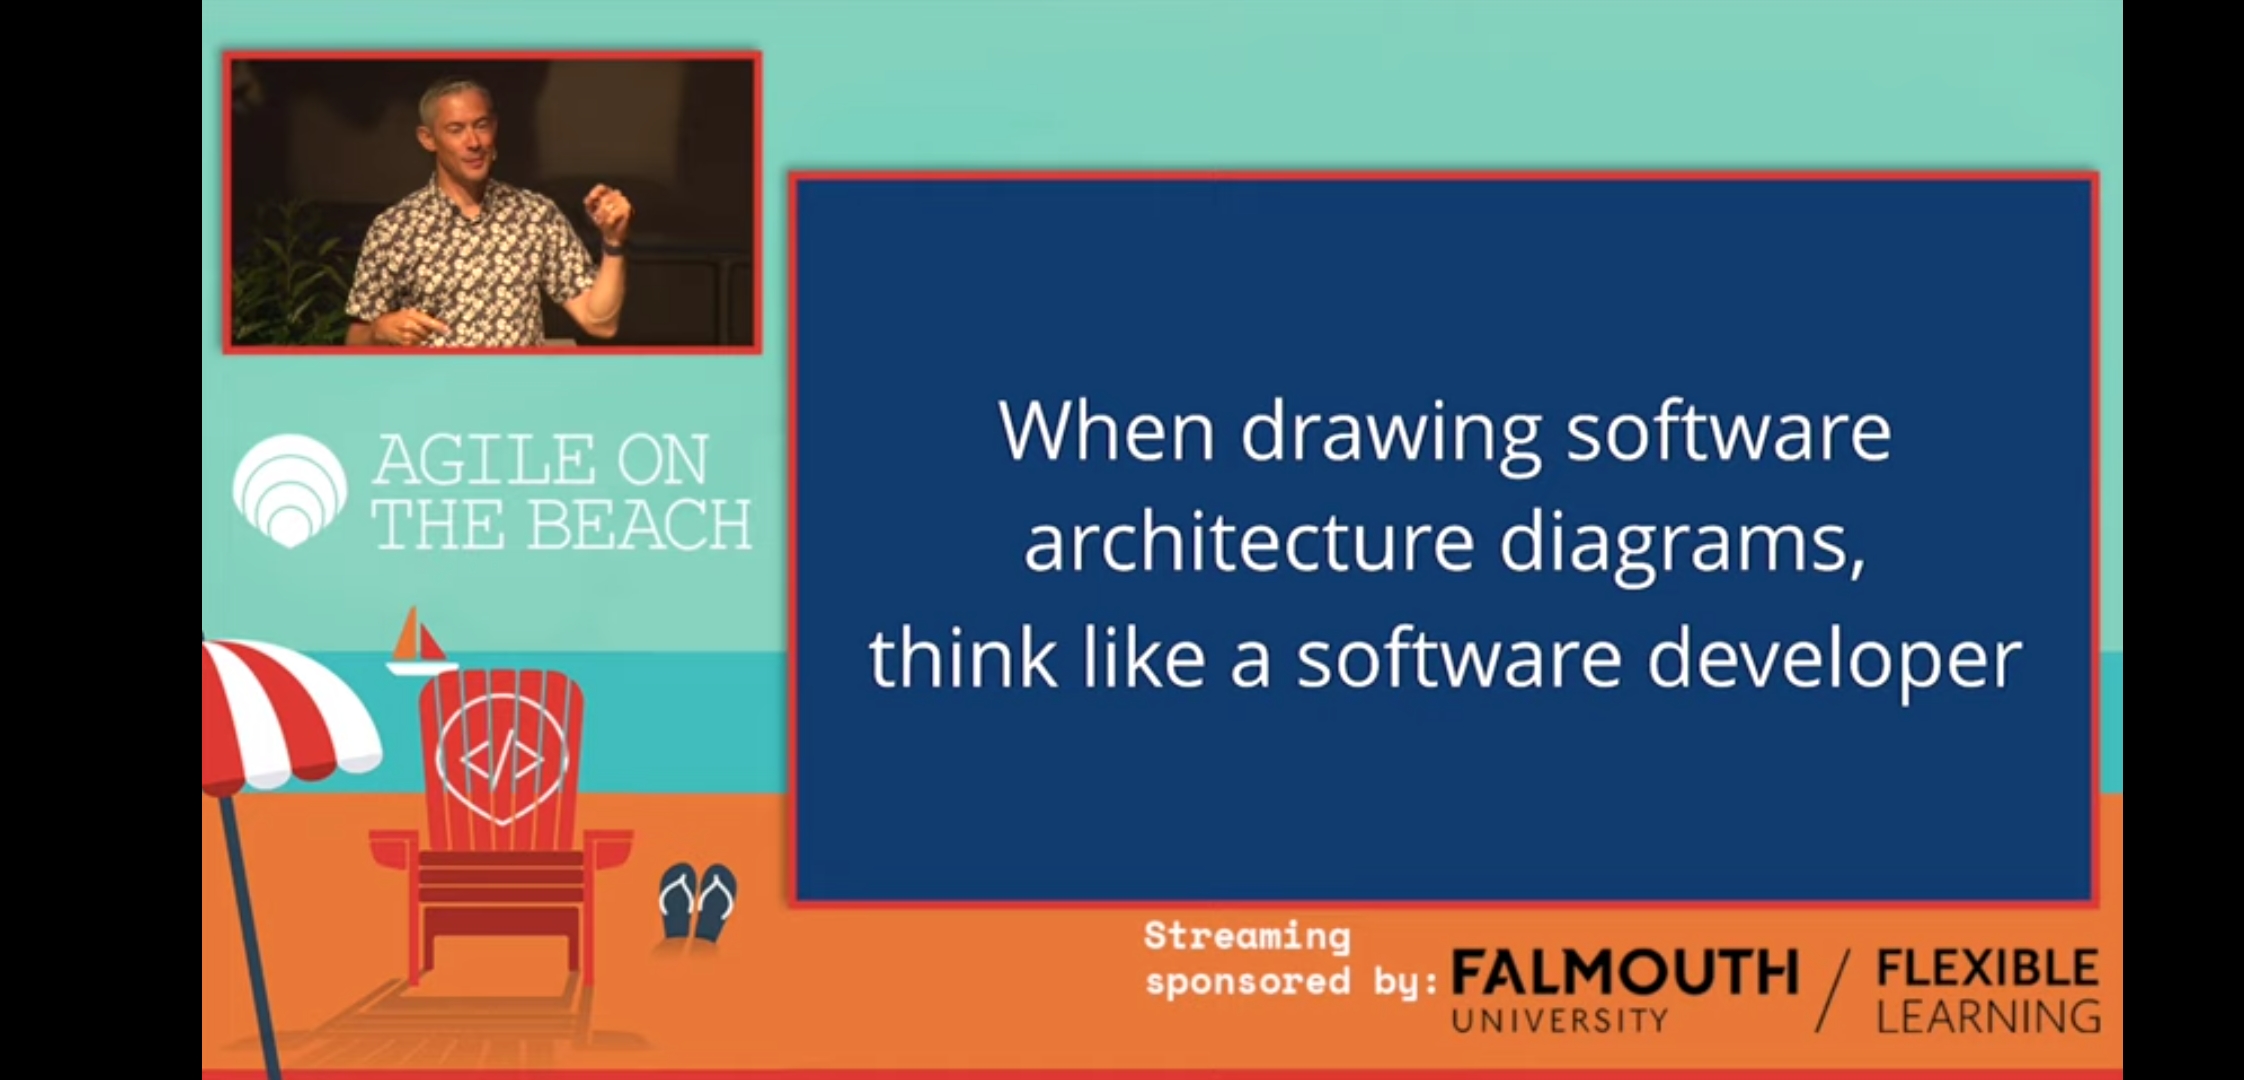 AGILE ON
THE BEACH
When drawing software
architecture diagrams,
think like a software developer
</>
Streaming
sponsored by:
FALMOUTH
UNIVERSITY
FLEXIBLE
LEARNING